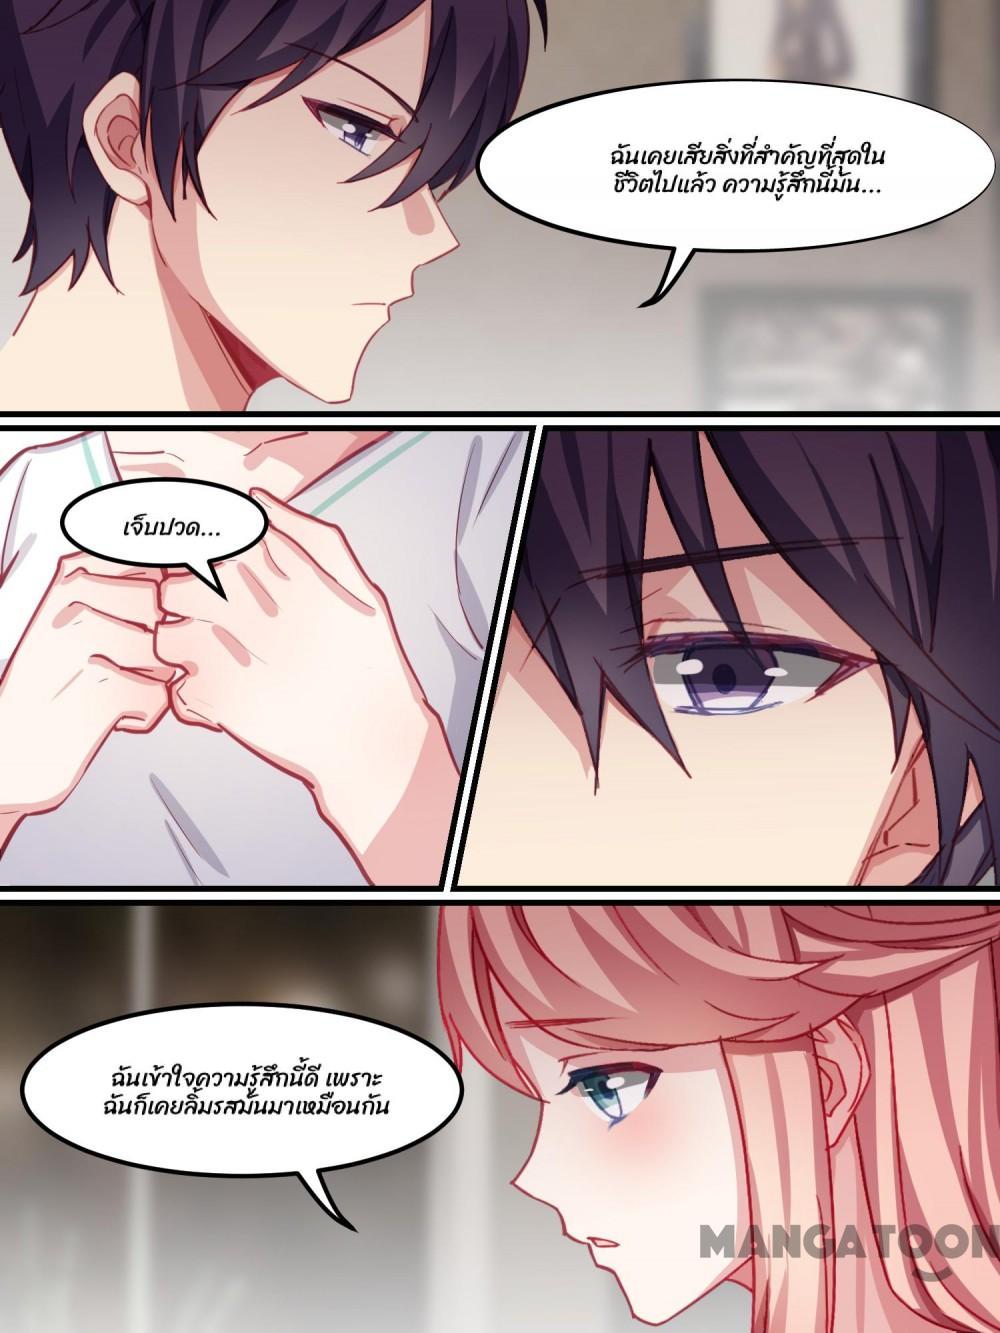 ฉันเคยเสียสิ่งที่สำคัญที่สุดใน
ชีวิตไปแล้ว ความรู้สึกนี้มัน...
เจ็บปวด...
ฉันเข้าใจความรู้สึกนี้ดี เพราะ
ฉันก็เคยลิ้มรสมันมาเหมือนกัน
MANGATOON